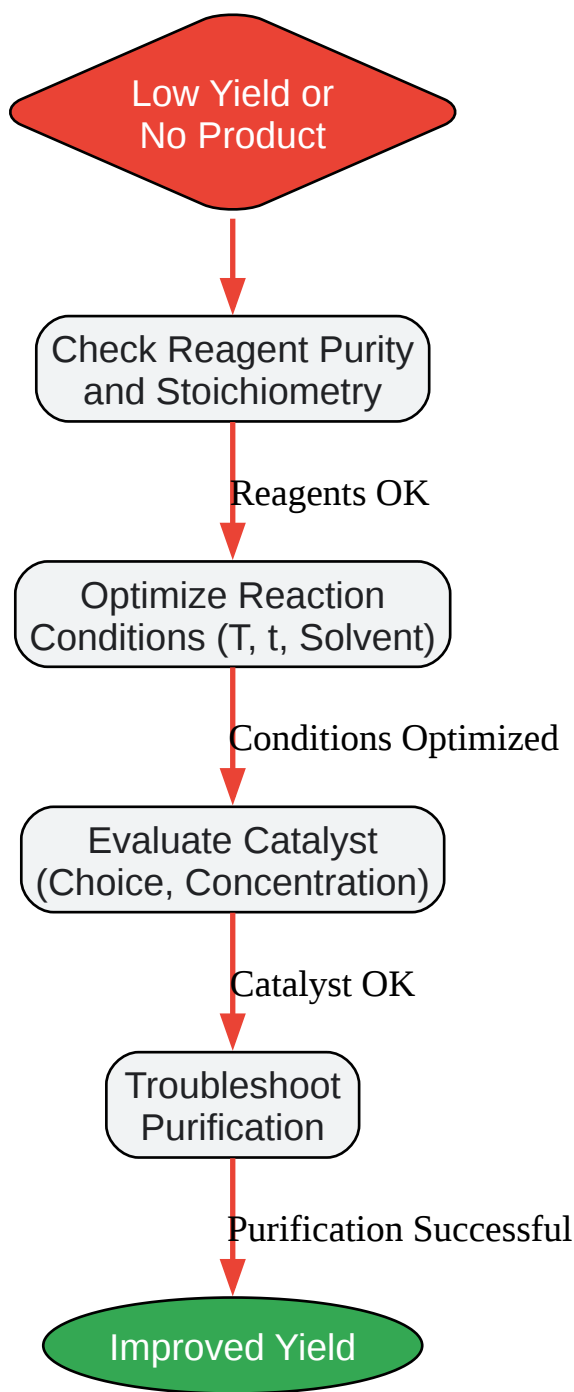 Low Yield or
No Product
Check Reagent Purity
and Stoichiometry
Reagents OK
Optimize Reaction
Conditions (T, t, Solvent)
Conditions Optimized
Evaluate Catalyst
(Choice, Concentration)
Catalyst OK
Troubleshoot
Purification
Purification Successful
Improved Yield